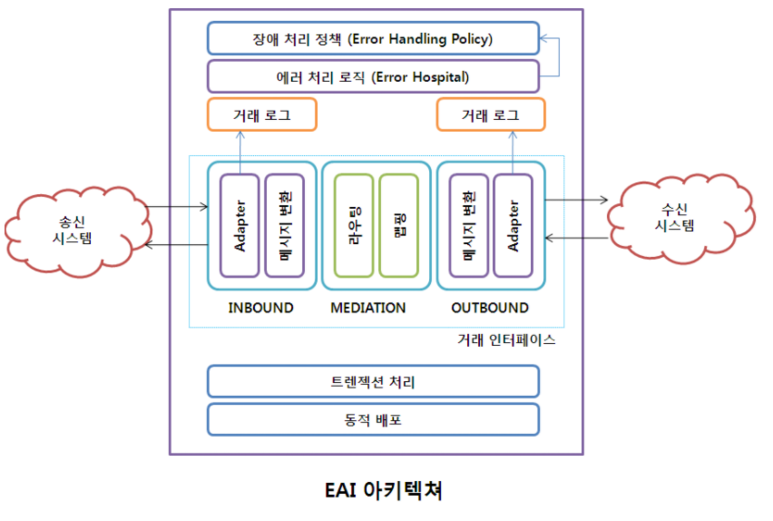 장애 처리 정책 (Error Handling Policy)
에러 처리 로직 (Error Hospital)
거래 로그
거래 로그
송신
시스템
Adapter
메시지 변환
라우팅
맵핑
메시지 변환
Adapter
수신
시스템
INBOUND
MEDIATION
OUTBOUND
거래 인터페이스
트렌젝션 처리
동적 배포
EAI 아키텍쳐